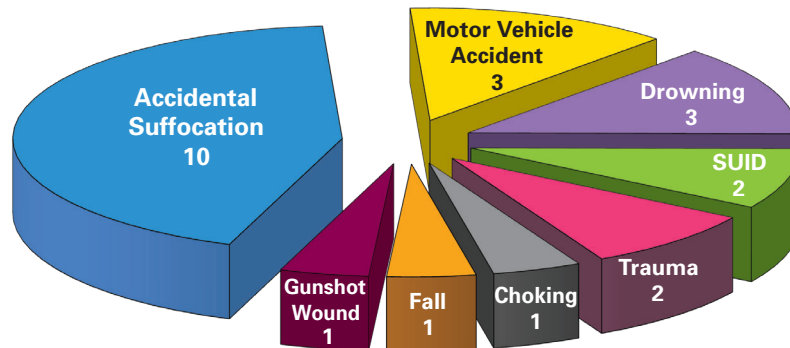 Accidental
Suffocation
10
Motor Vehicle
Accident
3
Drowning
3
SUID
2
Trauma
2
Choking
1
Fall
1
Gunshot
Wound
1